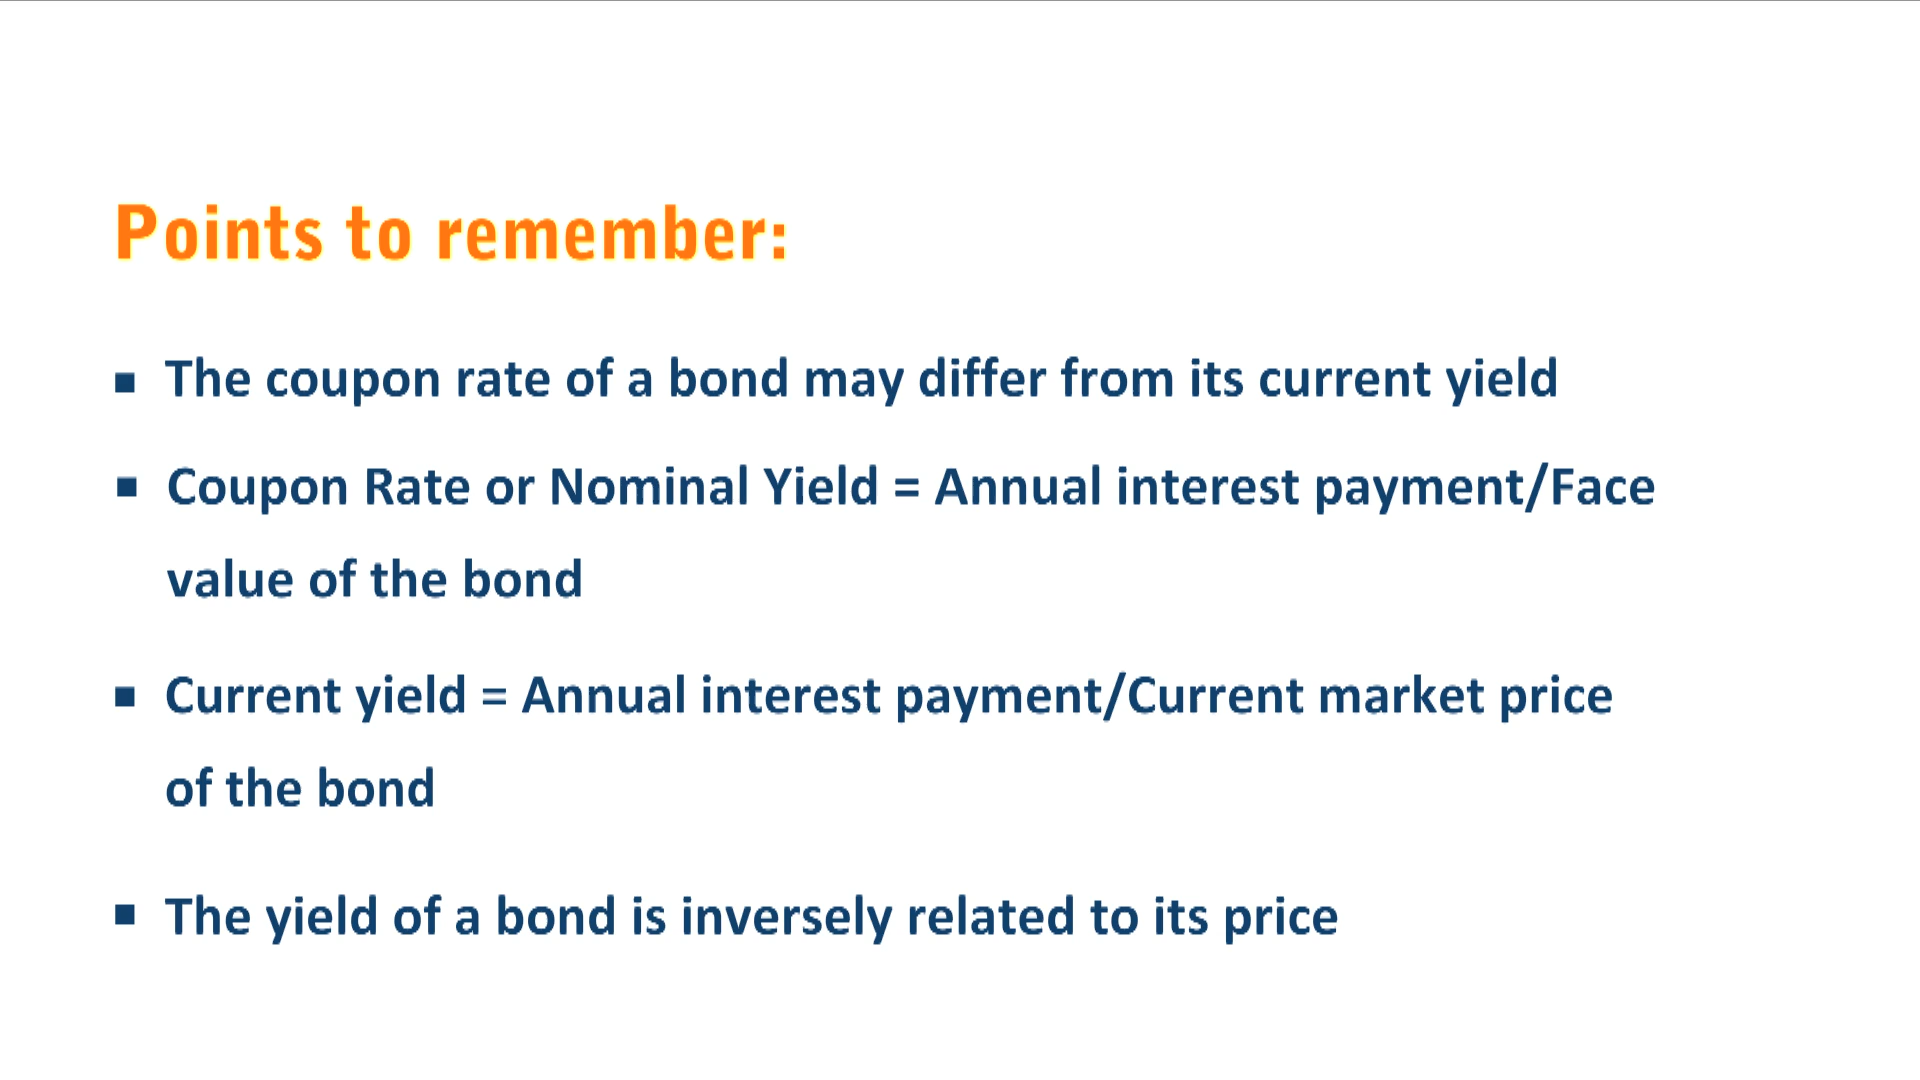 Points to remember:
▪ The coupon rate of a bond may differ from its current yield
▪ Coupon Rate or Nominal Yield = Annual interest payment/Face
value of the bond
▪ Current yield = Annual interest payment/Current market price
of the bond
▪ The yield of a bond is inversely related to its price